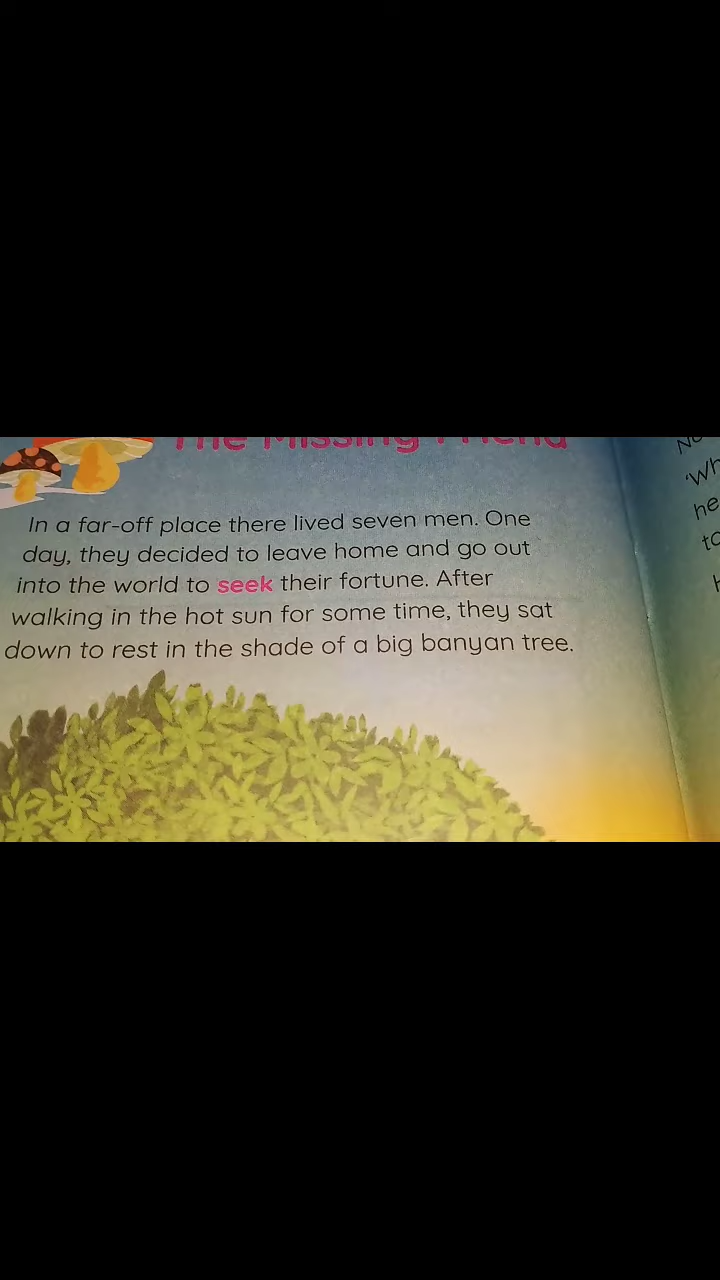 The Missing Friend
In a far-off place there lived seven men. One
day, they decided to leave home and go out
into the world to seek their fortune. After
walking in the hot sun for some time, they sat
down to rest in the shade of a big banyan tree.